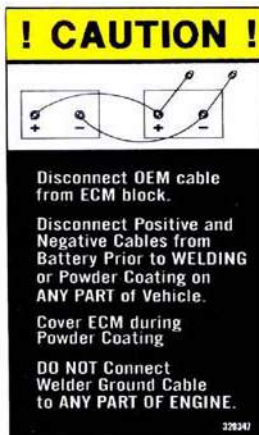 ! CAUTION !
+ - + -
Disconnect OEM cable
from ECM block.
Disconnect Positive and
Negative Cables from
Battery Prior to WELDING
or Powder Coating on
ANY PART of Vehicle.
Cover ECM during
Powder Coating
DO NOT Connect
Welder Ground Cable
to ANY PART OF ENGINE.